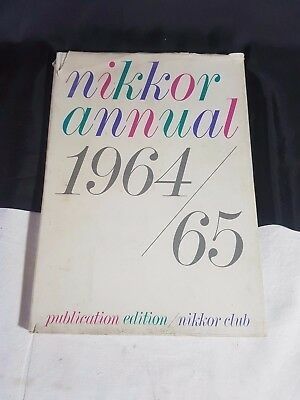 nikkor
annual
1964/
65
publication edition/nikkor club